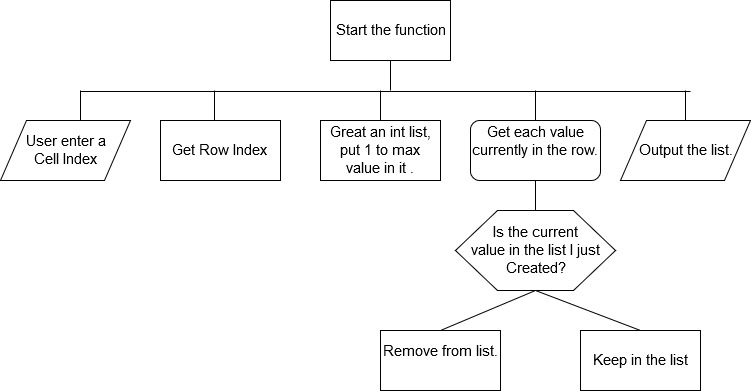 Start the function
User enter a
Cell Index
Get Row Index
Great an int list,
put 1 to max
value in it .
Get each value
currently in the row.
Output the list.
Is the current
value in the list I just
Created?
Remove from list.
Keep in the list